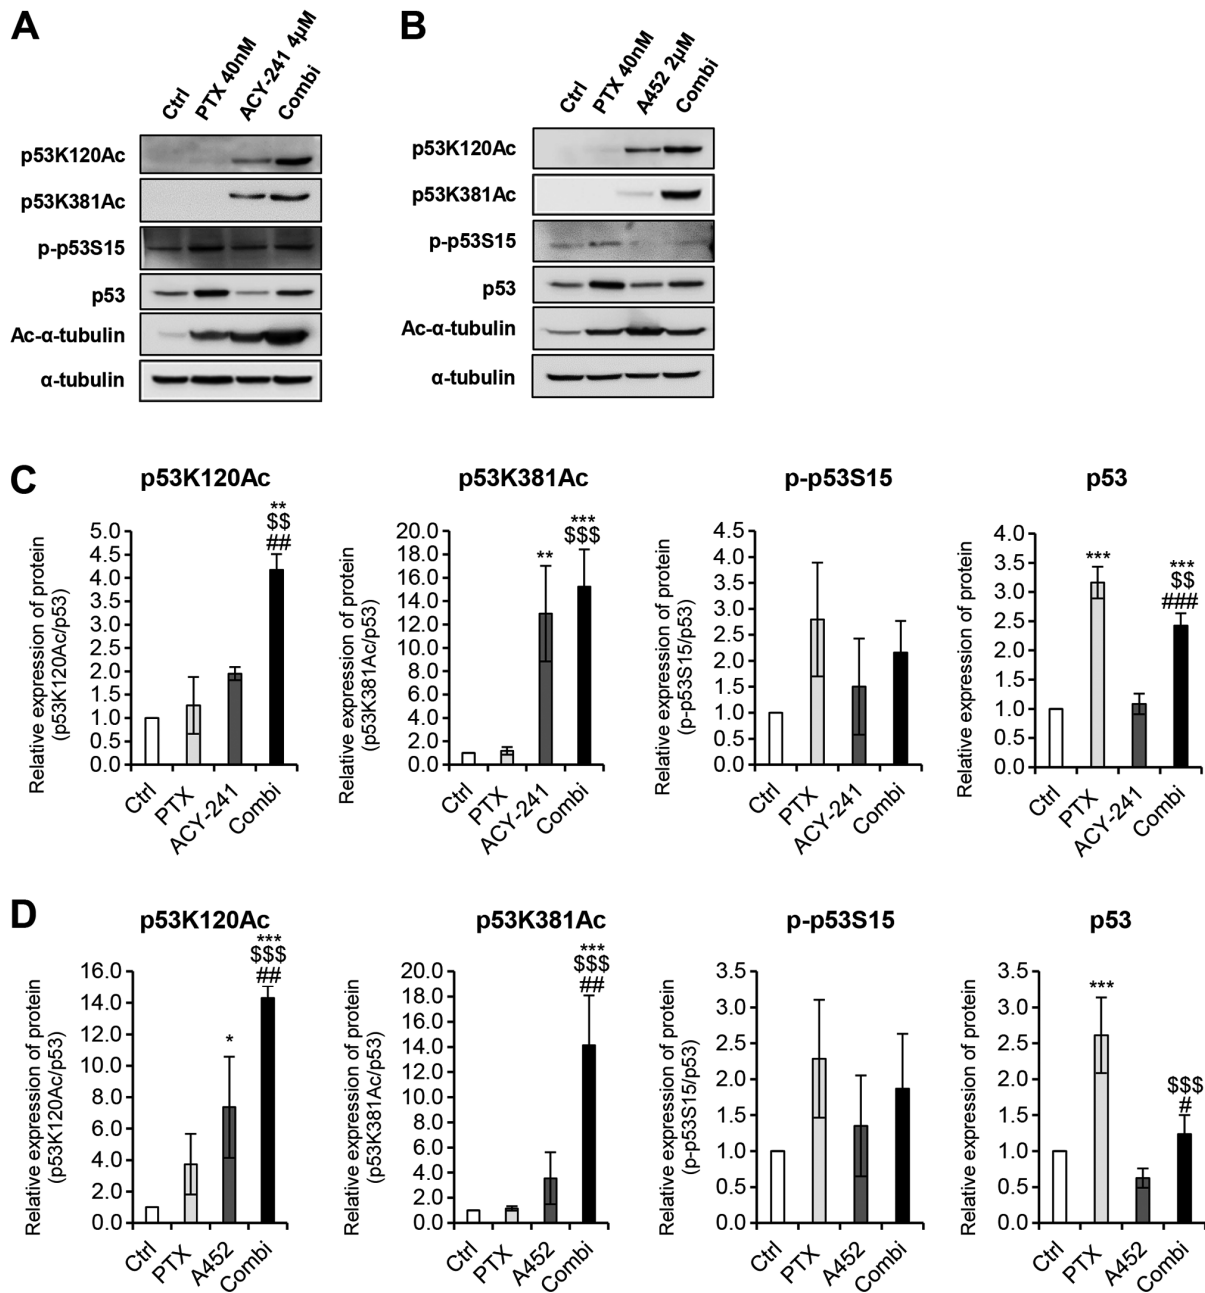 A
Ctrl
PTX 40nM
ACY-241 4μM
Combi
p53K120Ac
p53K381Ac
p-p53S15
p53
Ac-α-tubulin
α-tubulin
B
Ctrl
PTX 40nM
A452 2μM
Combi
p53K120Ac
p53K381Ac
p-p53S15
p53
Ac-α-tubulin
α-tubulin
C
p53K120Ac
Relative expression of protein
(p53K120Ac/p53)
5.0
4.5
4.0
3.5
3.0
2.5
2.0
1.5
1.0
0.5
0.0
**
$$
##
Ctrl
PTX
ACY-241
Combi
p53K381Ac
Relative expression of protein
(p53K381Ac/p53)
20.0
18.0
16.0
14.0
12.0
10.0
8.0
6.0
4.0
2.0
0.0
**
***
$$$
Ctrl
PTX
ACY-241
Combi
p-p53S15
Relative expression of protein
(p-p53S15/p53)
4.5
4.0
3.5
3.0
2.5
2.0
1.5
1.0
0.5
0.0
Ctrl
PTX
ACY-241
Combi
p53
Relative expression of protein
4.0
3.5
3.0
2.5
2.0
1.5
1.0
0.5
0.0
***
***
$$
###
Ctrl
PTX
ACY-241
Combi
D
p53K120Ac
Relative expression of protein
(p53K120Ac/p53)
16.0
14.0
12.0
10.0
8.0
6.0
4.0
2.0
0.0
*
***
$$$
##
Ctrl
PTX
A452
Combi
p53K381Ac
Relative expression of protein
(p53K381Ac/p53)
20.0
18.0
16.0
14.0
12.0
10.0
8.0
6.0
4.0
2.0
0.0
***
$$$
##
Ctrl
PTX
A452
Combi
p-p53S15
Relative expression of protein
(p-p53S15/p53)
3.5
3.0
2.5
2.0
1.5
1.0
0.5
0.0
Ctrl
PTX
A452
Combi
p53
Relative expression of protein
3.5
3.0
2.5
2.0
1.5
1.0
0.5
0.0
***
$$$
#
Ctrl
PTX
A452
Combi